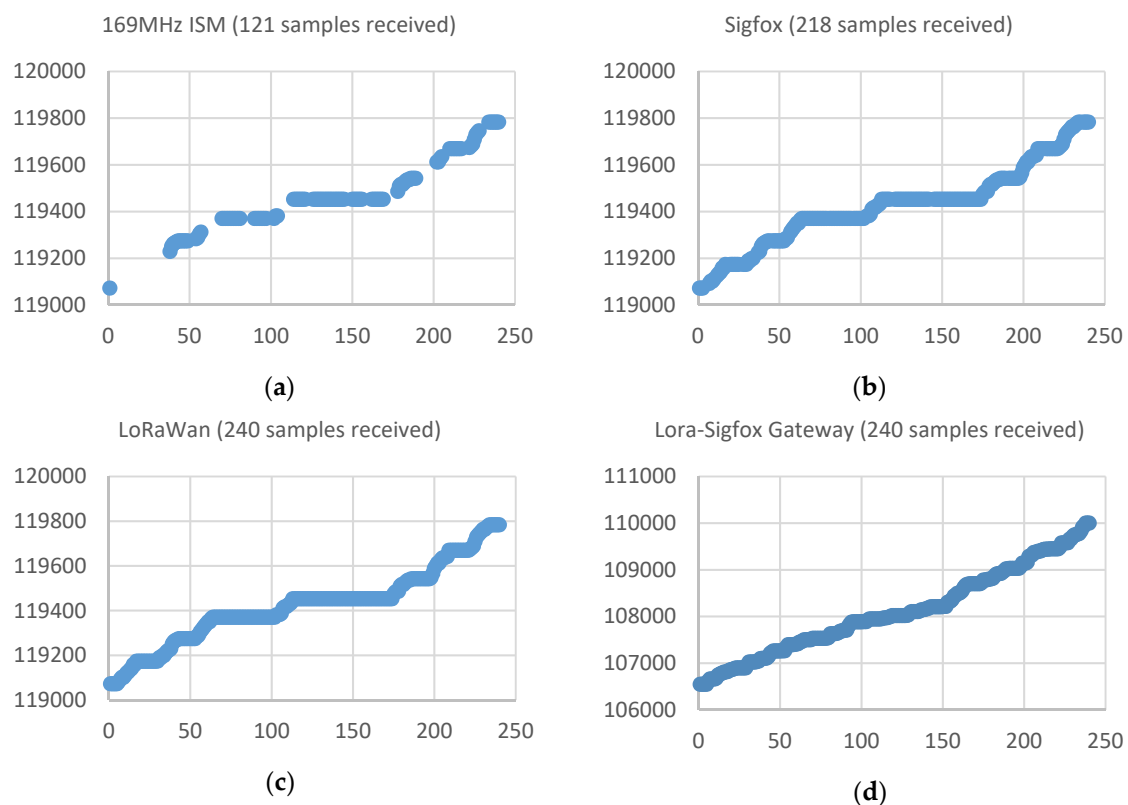 169MHz ISM (121 samples received)
120000
119800
119600
119400
119200
119000
0 50 100 150 200 250
(a)
Sigfox (218 samples received)
120000
119800
119600
119400
119200
119000
0 50 100 150 200 250
(b)
LoRaWan (240 samples received)
120000
119800
119600
119400
119200
119000
0 50 100 150 200 250
(c)
Lora-Sigfox Gateway (240 samples received)
111000
110000
109000
108000
107000
106000
0 50 100 150 200 250
(d)